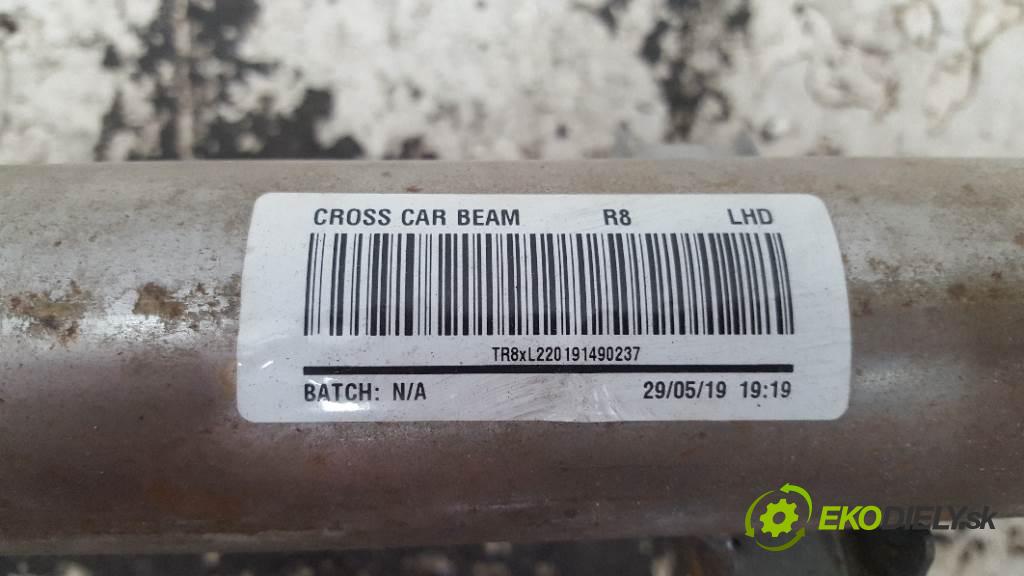 CROSS CAR BEAM R8 LHD
TR8xL220191490237
BATCH: N/A 29/05/19 19:19
EKODIELY.sk